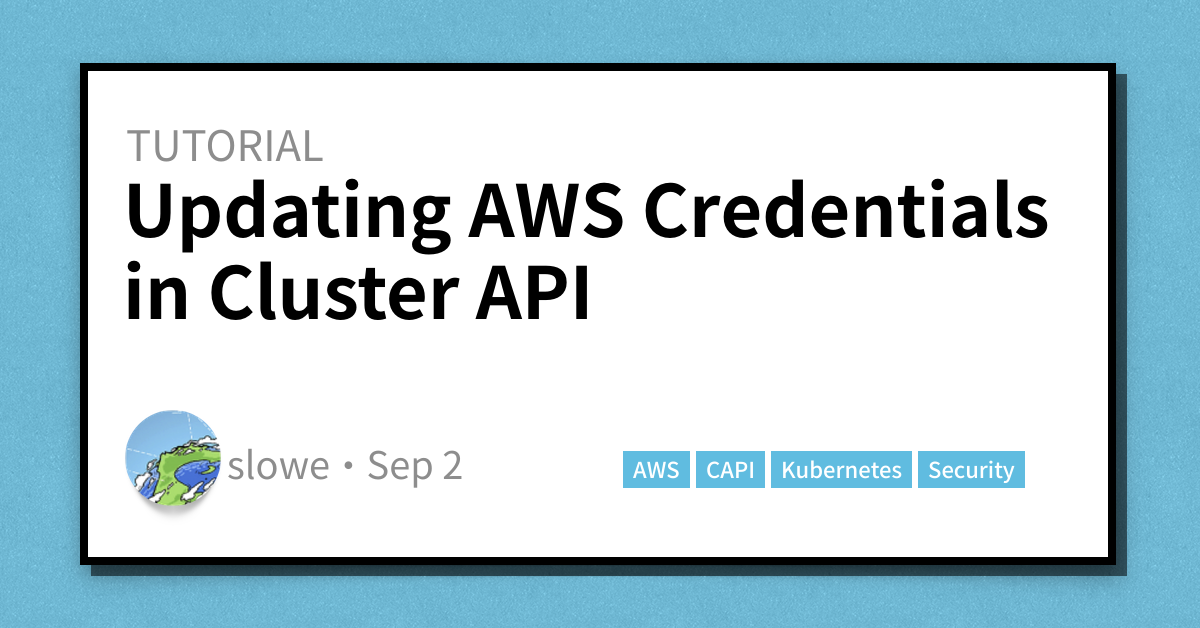 TUTORIAL
Updating AWS Credentials
in Cluster API
slowe • Sep 2
AWS CAPI Kubernetes Security